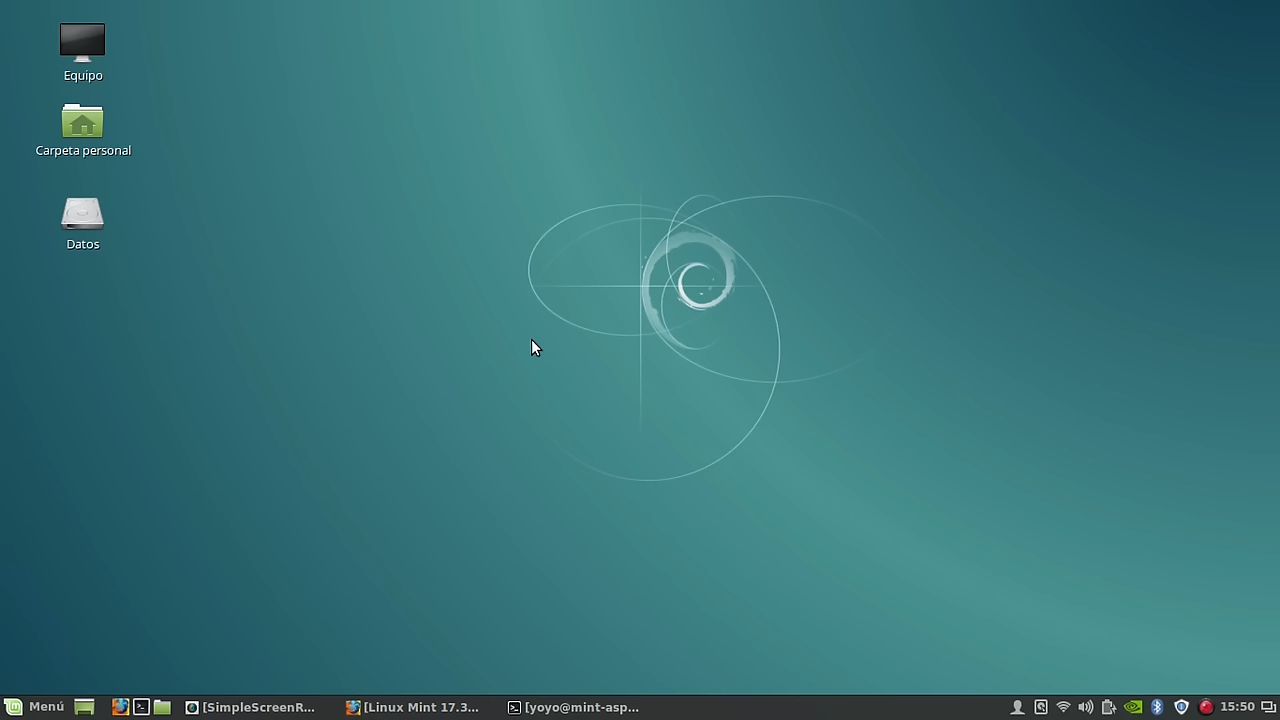 Equipo
Carpeta personal
Datos
Menú [SimpleScreenR... [Linux Mint 17.3... [yoyo@mint-asp... 15:50